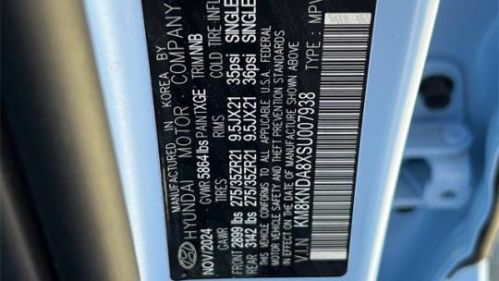 MANUFACTURED IN KOREA BY
HYUNDAI MOTOR COMPANY
NOV/2024 GVWR 5864 lbs PAINT XGE TRIM NNB
GAWR TIRES RIMS COLD TIRE INFL
FRONT 2899 lbs 275/35ZR21 9.5JX21 35psi SINGLE
REAR 3142 lbs 275/35ZR21 9.5JX21 36psi SINGLE
THIS VEHICLE CONFORMS TO ALL APPLICABLE U.S.A. FEDERAL
MOTOR VEHICLE SAFETY AND THEFT PREVENTION STANDARDS
IN EFFECT ON THE DATE OF MANUFACTURE SHOWN ABOVE.
V.I.N KM8KNDA8XSU007938 TYPE : MPV